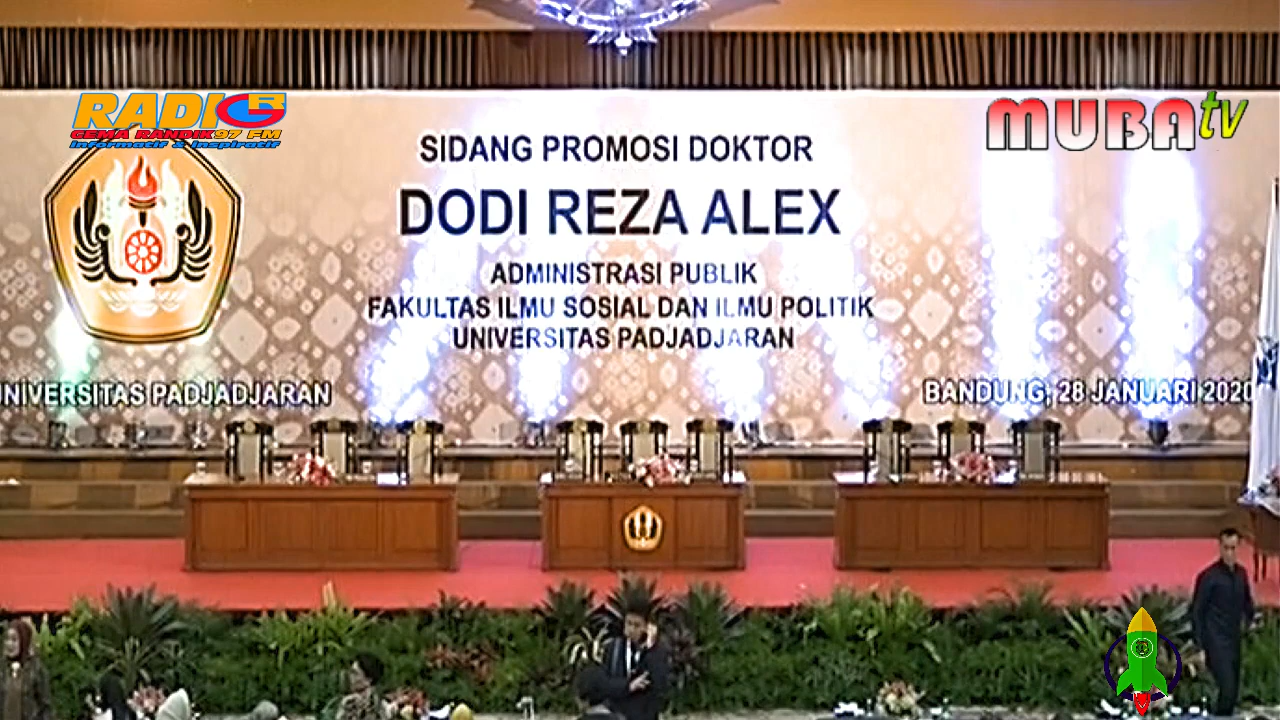 RADIO GR
GEMA RANDIK 97 FM
Informatif & Inspiratif
MUBA tv
SIDANG PROMOSI DOKTOR
DODI REZA ALEX
ADMINISTRASI PUBLIK
FAKULTAS ILMU SOSIAL DAN ILMU POLITIK
UNIVERSITAS PADJADJARAN
UNIVERSITAS PADJADJARAN
BANDUNG, 28 JANUARI 2020